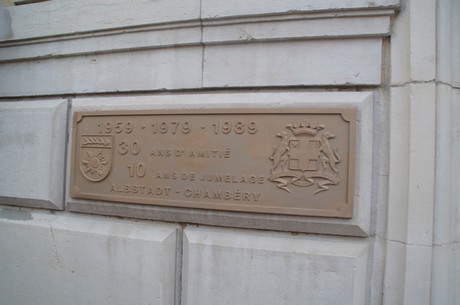 1959 - 1979 - 1989
30 ANS D'AMITIÉ
10 ANS DE JUMELAGE
ALBSTADT - CHAMBÉRY